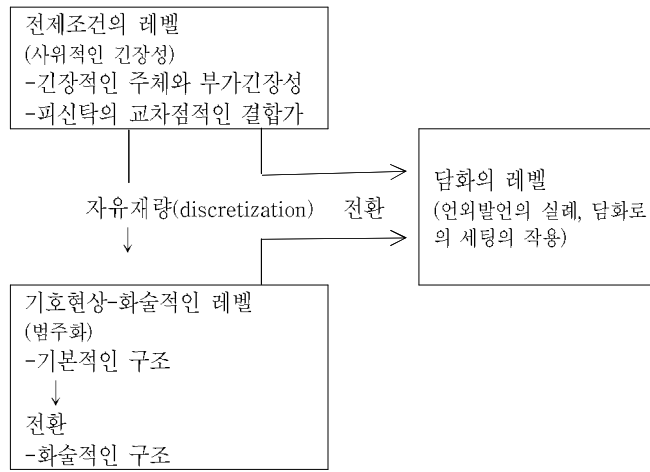 전제조건의 레벨
(사위적인 긴장성)
-긴장적인 주체와 부가긴장성
-피신탁의 교차점적인 결합가
자유재량(discretization) 전환
담화의 레벨
(언외발언의 실례, 담화로
의 세팅의 작용)
기호현상-화술적인 레벨
(범주화)
-기본적인 구조
전환
-화술적인 구조